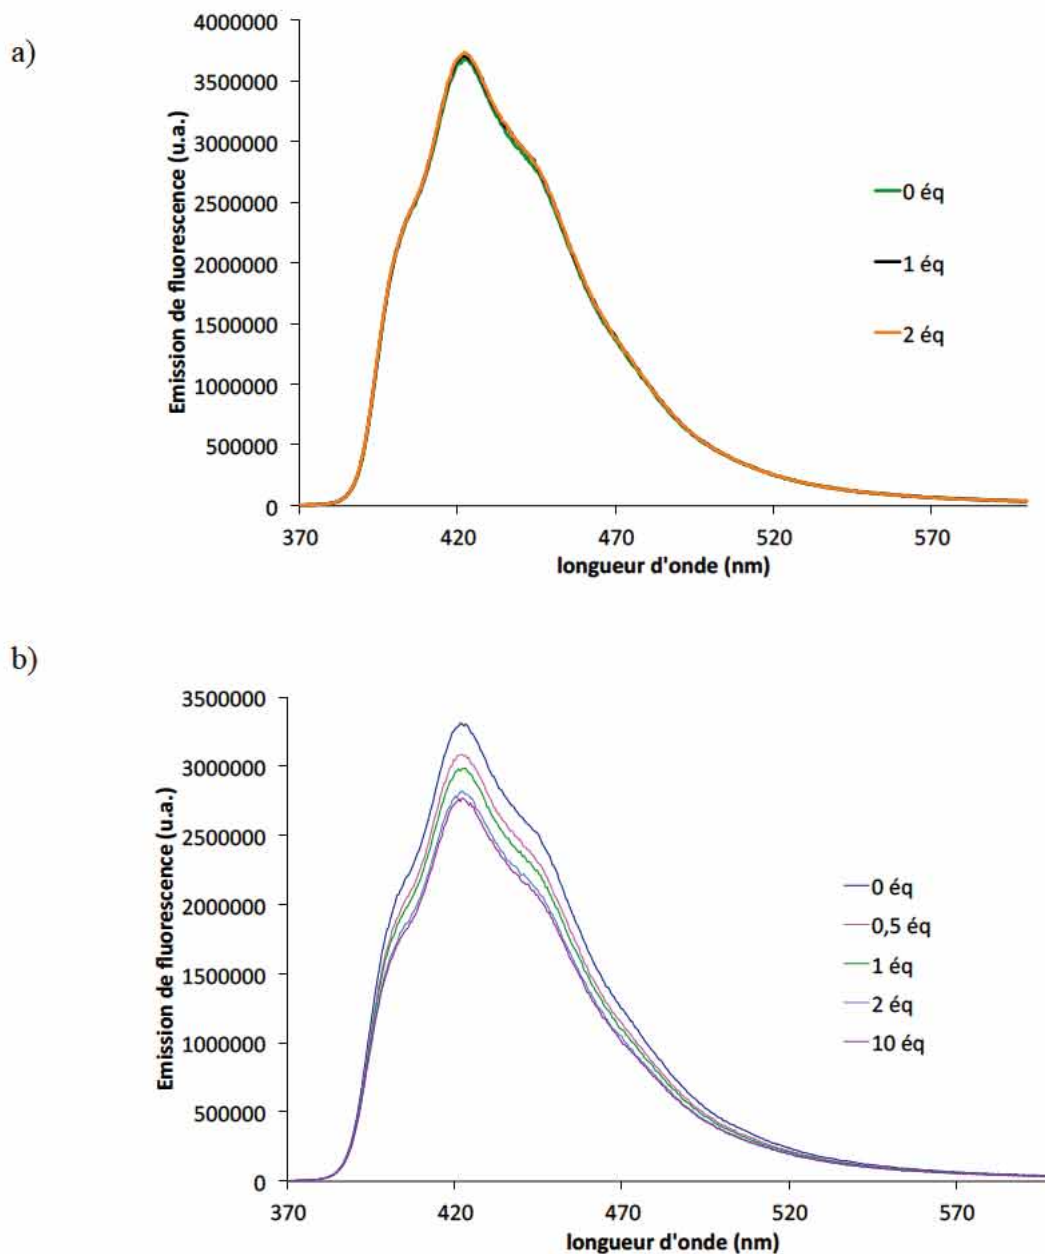 a)
Emission de fluorescence (u.a.)
4000000
3500000
3000000
2500000
2000000
1500000
1000000
500000
0
370
420
470
520
570
longueur d'onde (nm)
0 éq
1 éq
2 éq
b)
Emission de fluorescence (u.a.)
3500000
3000000
2500000
2000000
1500000
1000000
500000
0
370
420
470
520
570
longueur d'onde (nm)
0 éq
0,5 éq
1 éq
2 éq
10 éq